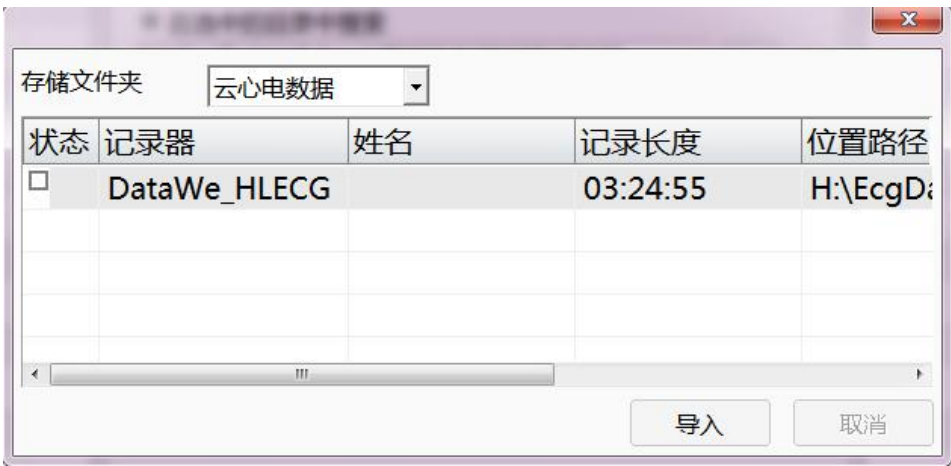 存储文件夹 云心电数据
状态 记录器 姓名 记录长度 位置路径
DataWe_HLECG 03:24:55 H:\EcgDa
导入 取消